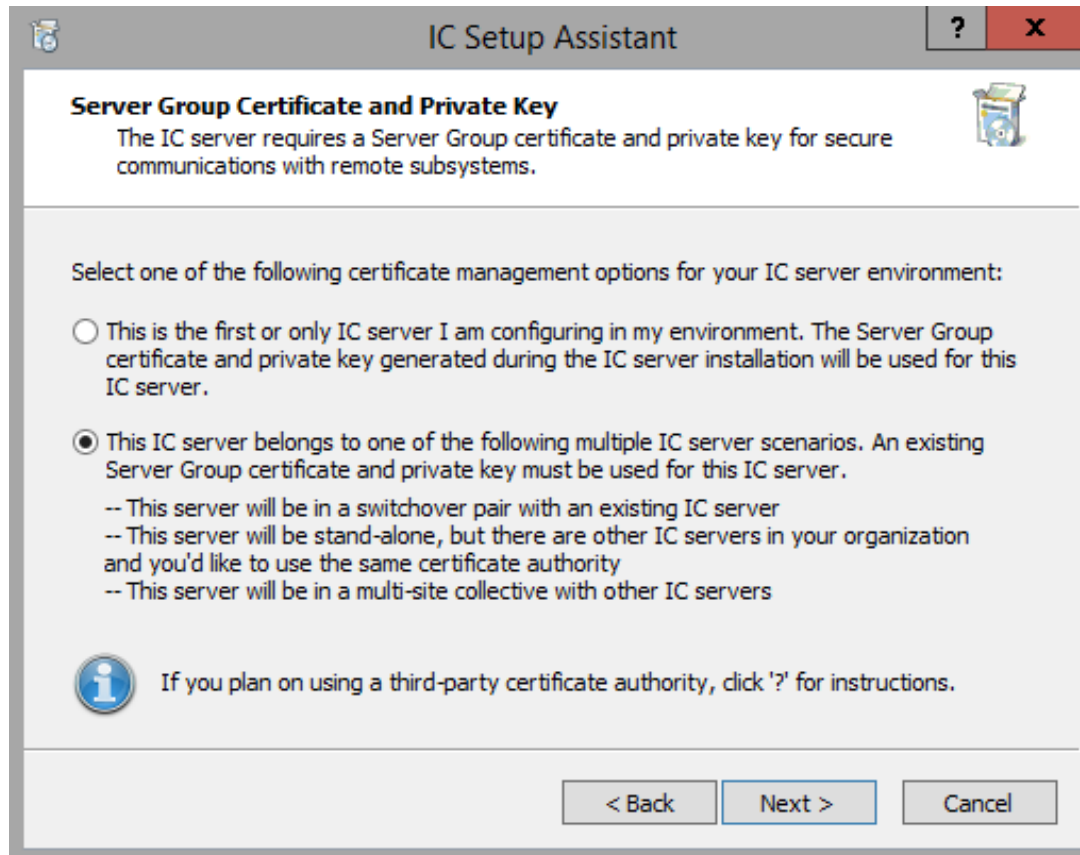 IC Setup Assistant
? x
Server Group Certificate and Private Key
The IC server requires a Server Group certificate and private key for secure
communications with remote subsystems.
Select one of the following certificate management options for your IC server environment:
This is the first or only IC server I am configuring in my environment. The Server Group
certificate and private key generated during the IC server installation will be used for this
IC server.
This IC server belongs to one of the following multiple IC server scenarios. An existing
Server Group certificate and private key must be used for this IC server.
-- This server will be in a switchover pair with an existing IC server
-- This server will be stand-alone, but there are other IC servers in your organization
and you'd like to use the same certificate authority
-- This server will be in a multi-site collective with other IC servers
If you plan on using a third-party certificate authority, click '?' for instructions.
< Back Next > Cancel